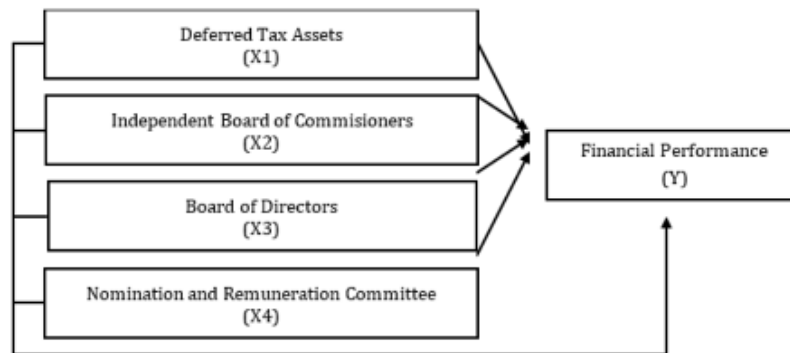 Deferred Tax Assets
(X1)
Independent Board of Commisioners
(X2)
Financial Performance
(Y)
Board of Directors
(X3)
Nomination and Remuneration Committee
(X4)